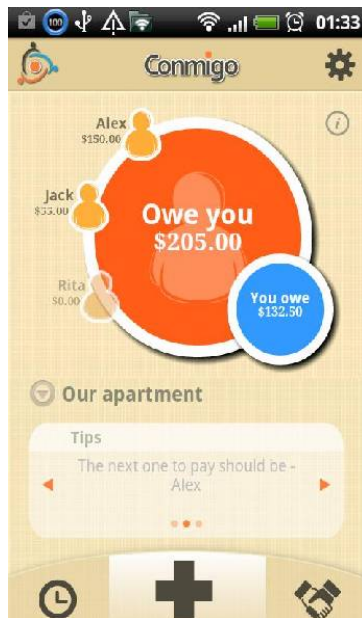 100
01:33
Conmigo
Alex
$150.00
Jack
$55.00
Owe you
$205.00
Rita
$0.00
You owe
$132.50
Our apartment
Tips
The next one to pay should be -
Alex